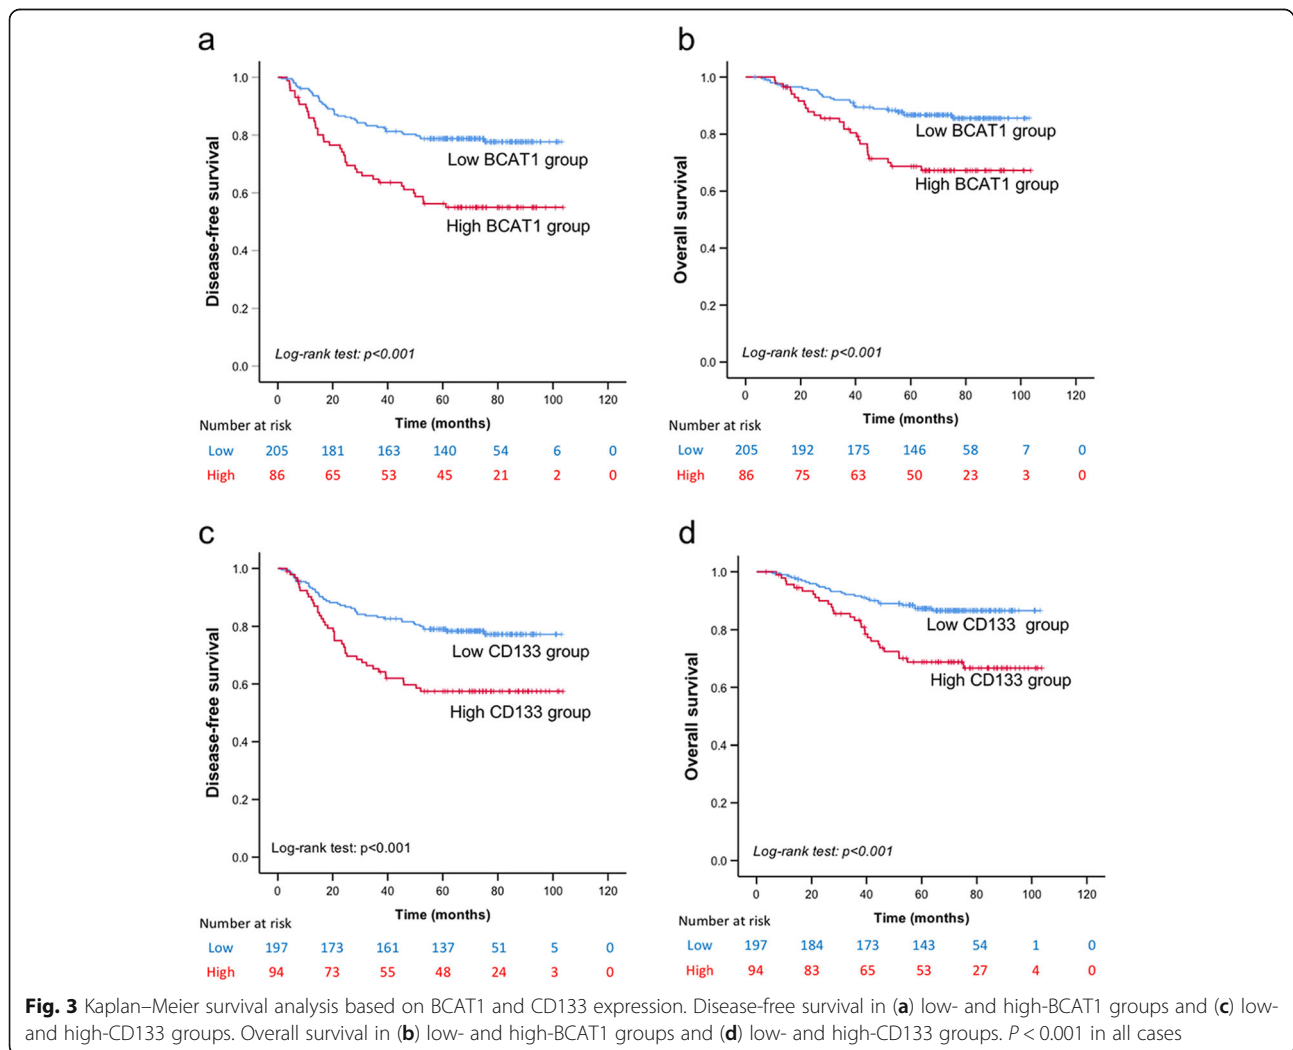 a
1.0
0.8
0.6
0.4
0.2
0.0
Disease-free survival
Low BCAT1 group
High BCAT1 group
Log-rank test: p<0.001
0 20 40 60 80 100 120
Time (months)
Number at risk
Low 205 181 163 140 54 6 0
High 86 65 53 45 21 2 0
b
1.0
0.8
0.6
0.4
0.2
0.0
Overall survival
Low BCAT1 group
High BCAT1 group
Log-rank test: p<0.001
0 20 40 60 80 100 120
Time (months)
Number at risk
Low 205 192 175 146 58 7 0
High 86 75 63 50 23 3 0
c
1.0
0.8
0.6
0.4
0.2
0.0
Disease-free survival
Low CD133 group
High CD133 group
Log-rank test: p<0.001
0 20 40 60 80 100 120
Time (months)
Number at risk
Low 197 173 161 137 51 5 0
High 94 73 55 48 24 3 0
d
1.0
0.8
0.6
0.4
0.2
0.0
Overall survival
Low CD133 group
High CD133 group
Log-rank test: p<0.001
0 20 40 60 80 100 120
Time (months)
Number at risk
Low 197 184 173 143 54 1 0
High 94 83 65 53 27 4 0
Fig. 3 Kaplan–Meier survival analysis based on BCAT1 and CD133 expression. Disease-free survival in (a) low- and high-BCAT1 groups and (c) low-
and high-CD133 groups. Overall survival in (b) low- and high-BCAT1 groups and (d) low- and high-CD133 groups. P < 0.001 in all cases